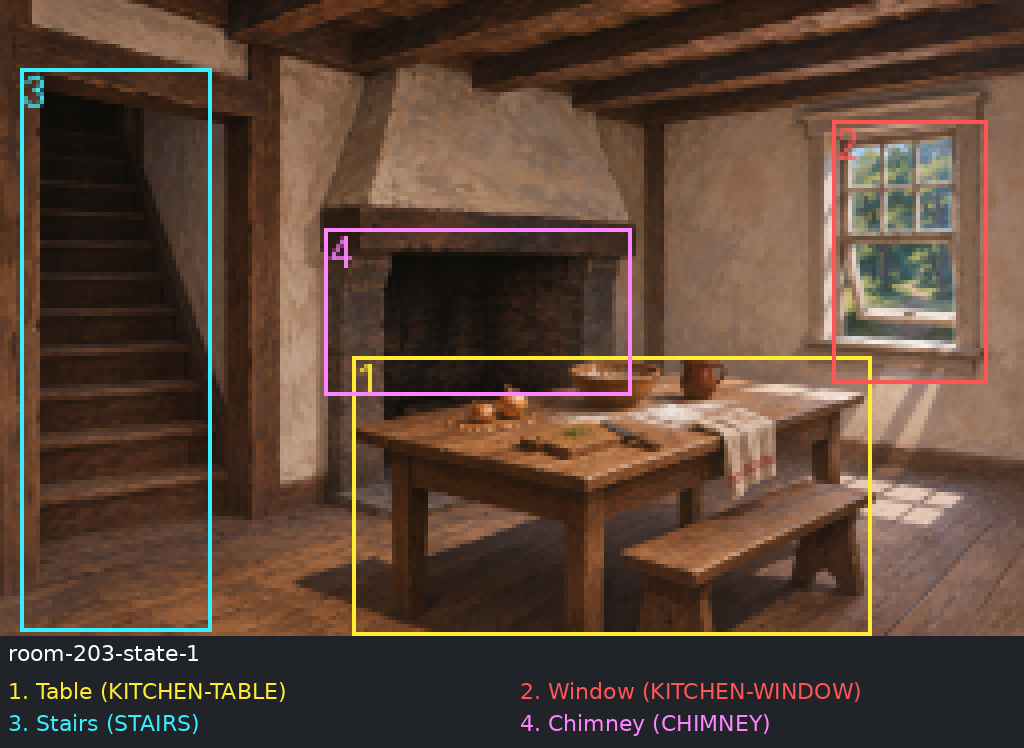 3
2
4
1
room-203-state-1
1. Table (KITCHEN-TABLE)
2. Window (KITCHEN-WINDOW)
3. Stairs (STAIRS)
4. Chimney (CHIMNEY)